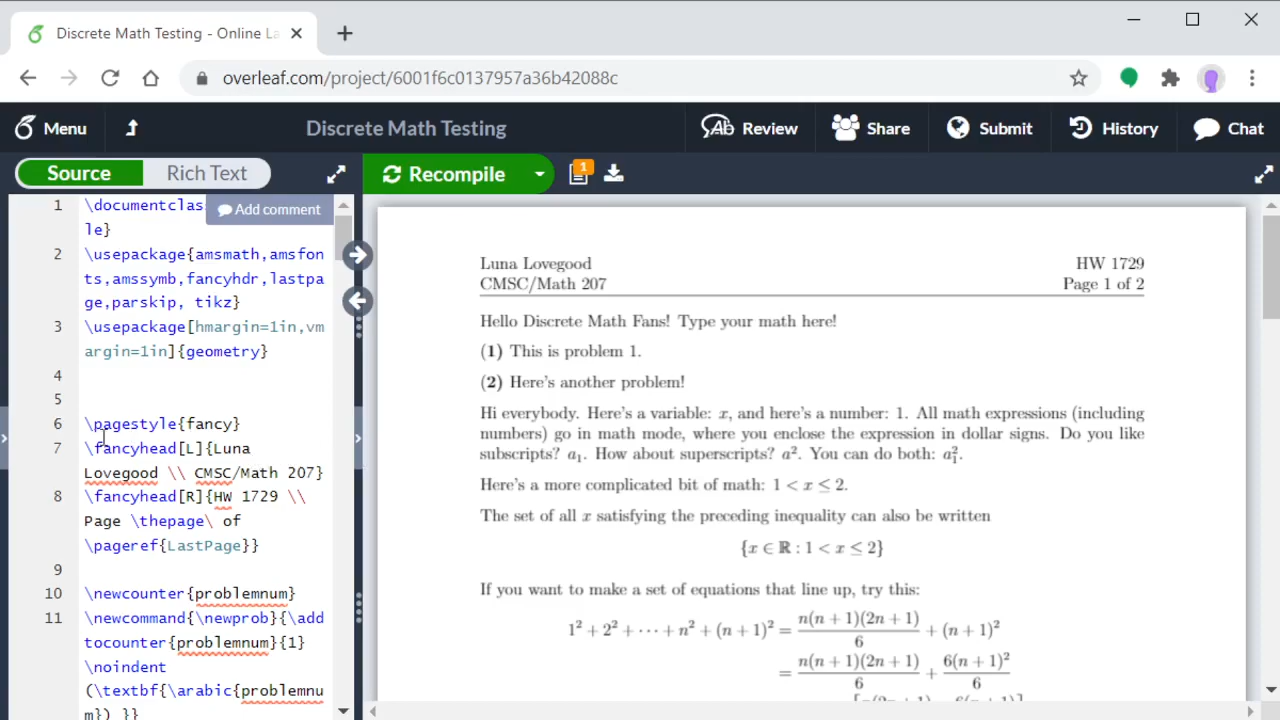 Discrete Math Testing - Online La
overleaf.com/project/6001f6c0137957a36b42088c
Menu
Discrete Math Testing
Review
Share
Submit
History
Chat
Source
Rich Text
Recompile
1
Add comment
1 \documentclas
le}
2 \usepackage{amsmath,amsfon
ts,amssymb,fancyhdr,lastpa
ge,parskip, tikz}
3 \usepackage[hmargin=1in,vm
argin=1in]{geometry}
4
5
6 \pagestyle{fancy}
7 \fancyhead[L]{Luna
Lovegood \\ CMSC/Math 207}
8 \fancyhead[R]{HW 1729 \\
Page \thepage\ of
\pageref{LastPage}}
9
10 \newcounter{problemnum}
11 \newcommand{\newprob}{\add
tocounter{problemnum}{1}
\noindent
(\textbf{\arabic{problemnu
m}) }}
Luna Lovegood HW 1729
CMSC/Math 207 Page 1 of 2
Hello Discrete Math Fans! Type your math here!
(1) This is problem 1.
(2) Here's another problem!
Hi everybody. Here's a variable: x, and here's a number: 1. All math expressions (including
numbers) go in math mode, where you enclose the expression in dollar signs. Do you like
subscripts? a₁. How about superscripts? a². You can do both: a₁².
Here's a more complicated bit of math: 1 < x ≤ 2.
The set of all x satisfying the preceding inequality can also be written
{x ∈ ℝ : 1 < x ≤ 2}
If you want to make a set of equations that line up, try this:
1² + 2² + ⋯ + n² + (n + 1)² = n(n + 1)(2n + 1)/6 + (n + 1)²
= n(n + 1)(2n + 1)/6 + 6(n + 1)²/6